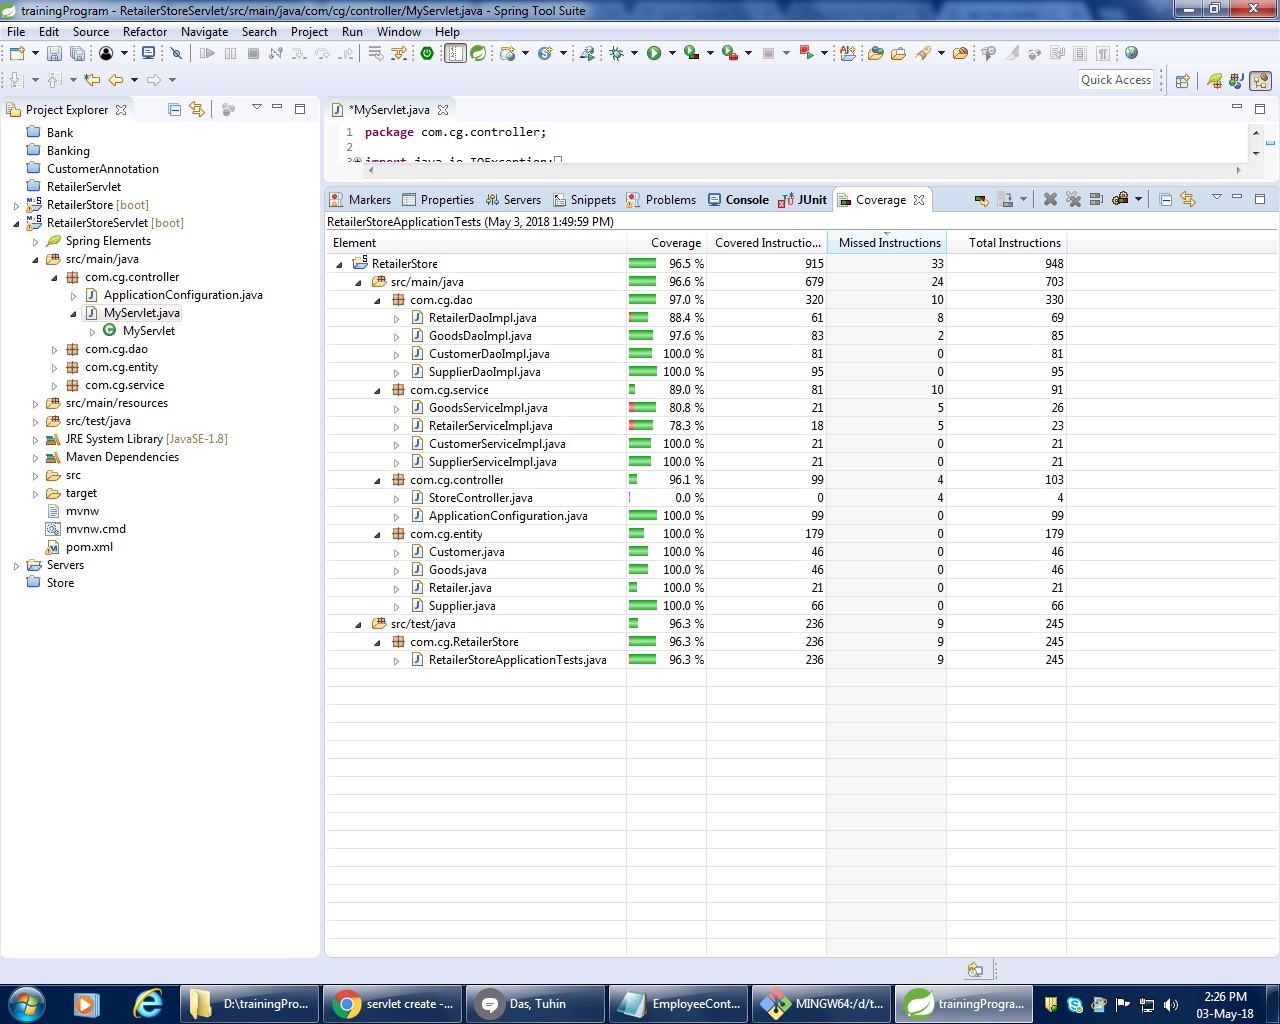 trainingProgram - RetailerStoreServlet/src/main/java/com/cg/controller/MyServlet.java - Spring Tool Suite
File Edit Source Refactor Navigate Search Project Run Window Help
Quick Access
Project Explorer
Bank
Banking
CustomerAnnotation
RetailerServlet
RetailerStore [boot]
RetailerStoreServlet [boot]
Spring Elements
src/main/java
com.cg.controller
ApplicationConfiguration.java
MyServlet.java
MyServlet
com.cg.dao
com.cg.entity
com.cg.service
src/main/resources
src/test/java
JRE System Library [JavaSE-1.8]
Maven Dependencies
src
target
mvnw
mvnw.cmd
pom.xml
Servers
Store
*MyServlet.java
1 package com.cg.controller;
2
3 import java.io.IOException;
Markers Properties Servers Snippets Problems Console JUnit Coverage
RetailerStoreApplicationTests (May 3, 2018 1:49:59 PM)
Element Coverage Covered Instructio... Missed Instructions Total Instructions
RetailerStore 96.5 % 915 33 948
src/main/java 96.6 % 679 24 703
com.cg.dao 97.0 % 320 10 330
RetailerDaoImpl.java 88.4 % 61 8 69
GoodsDaoImpl.java 97.6 % 83 2 85
CustomerDaoImpl.java 100.0 % 81 0 81
SupplierDaoImpl.java 100.0 % 95 0 95
com.cg.service 89.0 % 81 10 91
GoodsServiceImpl.java 80.8 % 21 5 26
RetailerServiceImpl.java 78.3 % 18 5 23
CustomerServiceImpl.java 100.0 % 21 0 21
SupplierServiceImpl.java 100.0 % 21 0 21
com.cg.controller 96.1 % 99 4 103
StoreController.java 0.0 % 0 4 4
ApplicationConfiguration.java 100.0 % 99 0 99
com.cg.entity 100.0 % 179 0 179
Customer.java 100.0 % 46 0 46
Goods.java 100.0 % 46 0 46
Retailer.java 100.0 % 21 0 21
Supplier.java 100.0 % 66 0 66
src/test/java 96.3 % 236 9 245
com.cg.RetailerStore 96.3 % 236 9 245
RetailerStoreApplicationTests.java 96.3 % 236 9 245
D:\trainingPro... servlet create -... Das, Tuhin EmployeeCont... MINGW64:/d/t... trainingProgra...
2:26 PM
03-May-18